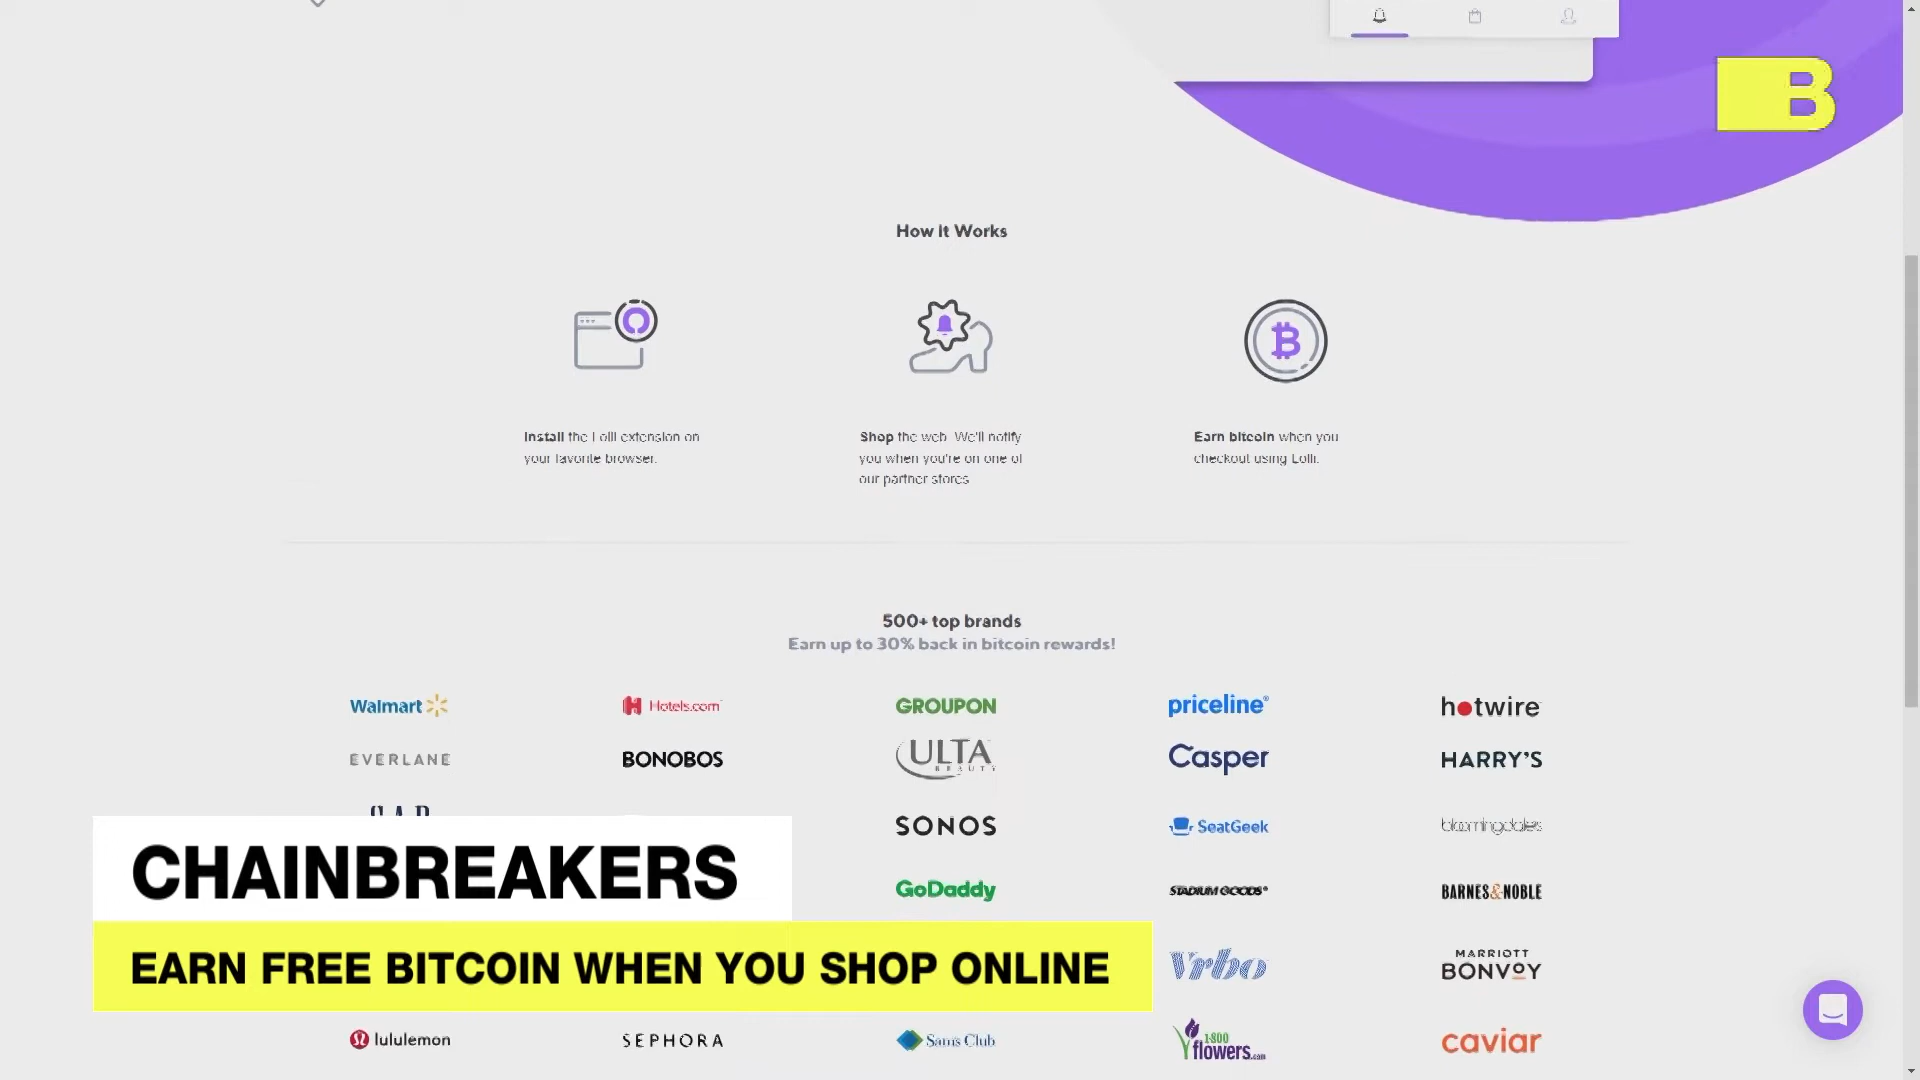 B
How it Works
Install the Lolli extension on
your favorite browser.
Shop the web. We'll notify
you when you're on one of
our partner stores
Earn bitcoin when you
checkout using Lolli.
500+ top brands
Earn up to 30% back in bitcoin rewards!
Walmart Hotels.com GROUPON priceline hotwire
EVERLANE BONOBOS ULTA BEAUTY Casper HARRY'S
GAP SONOS SeatGeek bloomingdale's
GoDaddy STADIUM GOODS BARNES&NOBLE
Vrbo MARRIOTT BONVOY
CHAINBREAKERS
EARN FREE BITCOIN WHEN YOU SHOP ONLINE
lululemon SEPHORA Sam's Club 1-800 flowers.com caviar